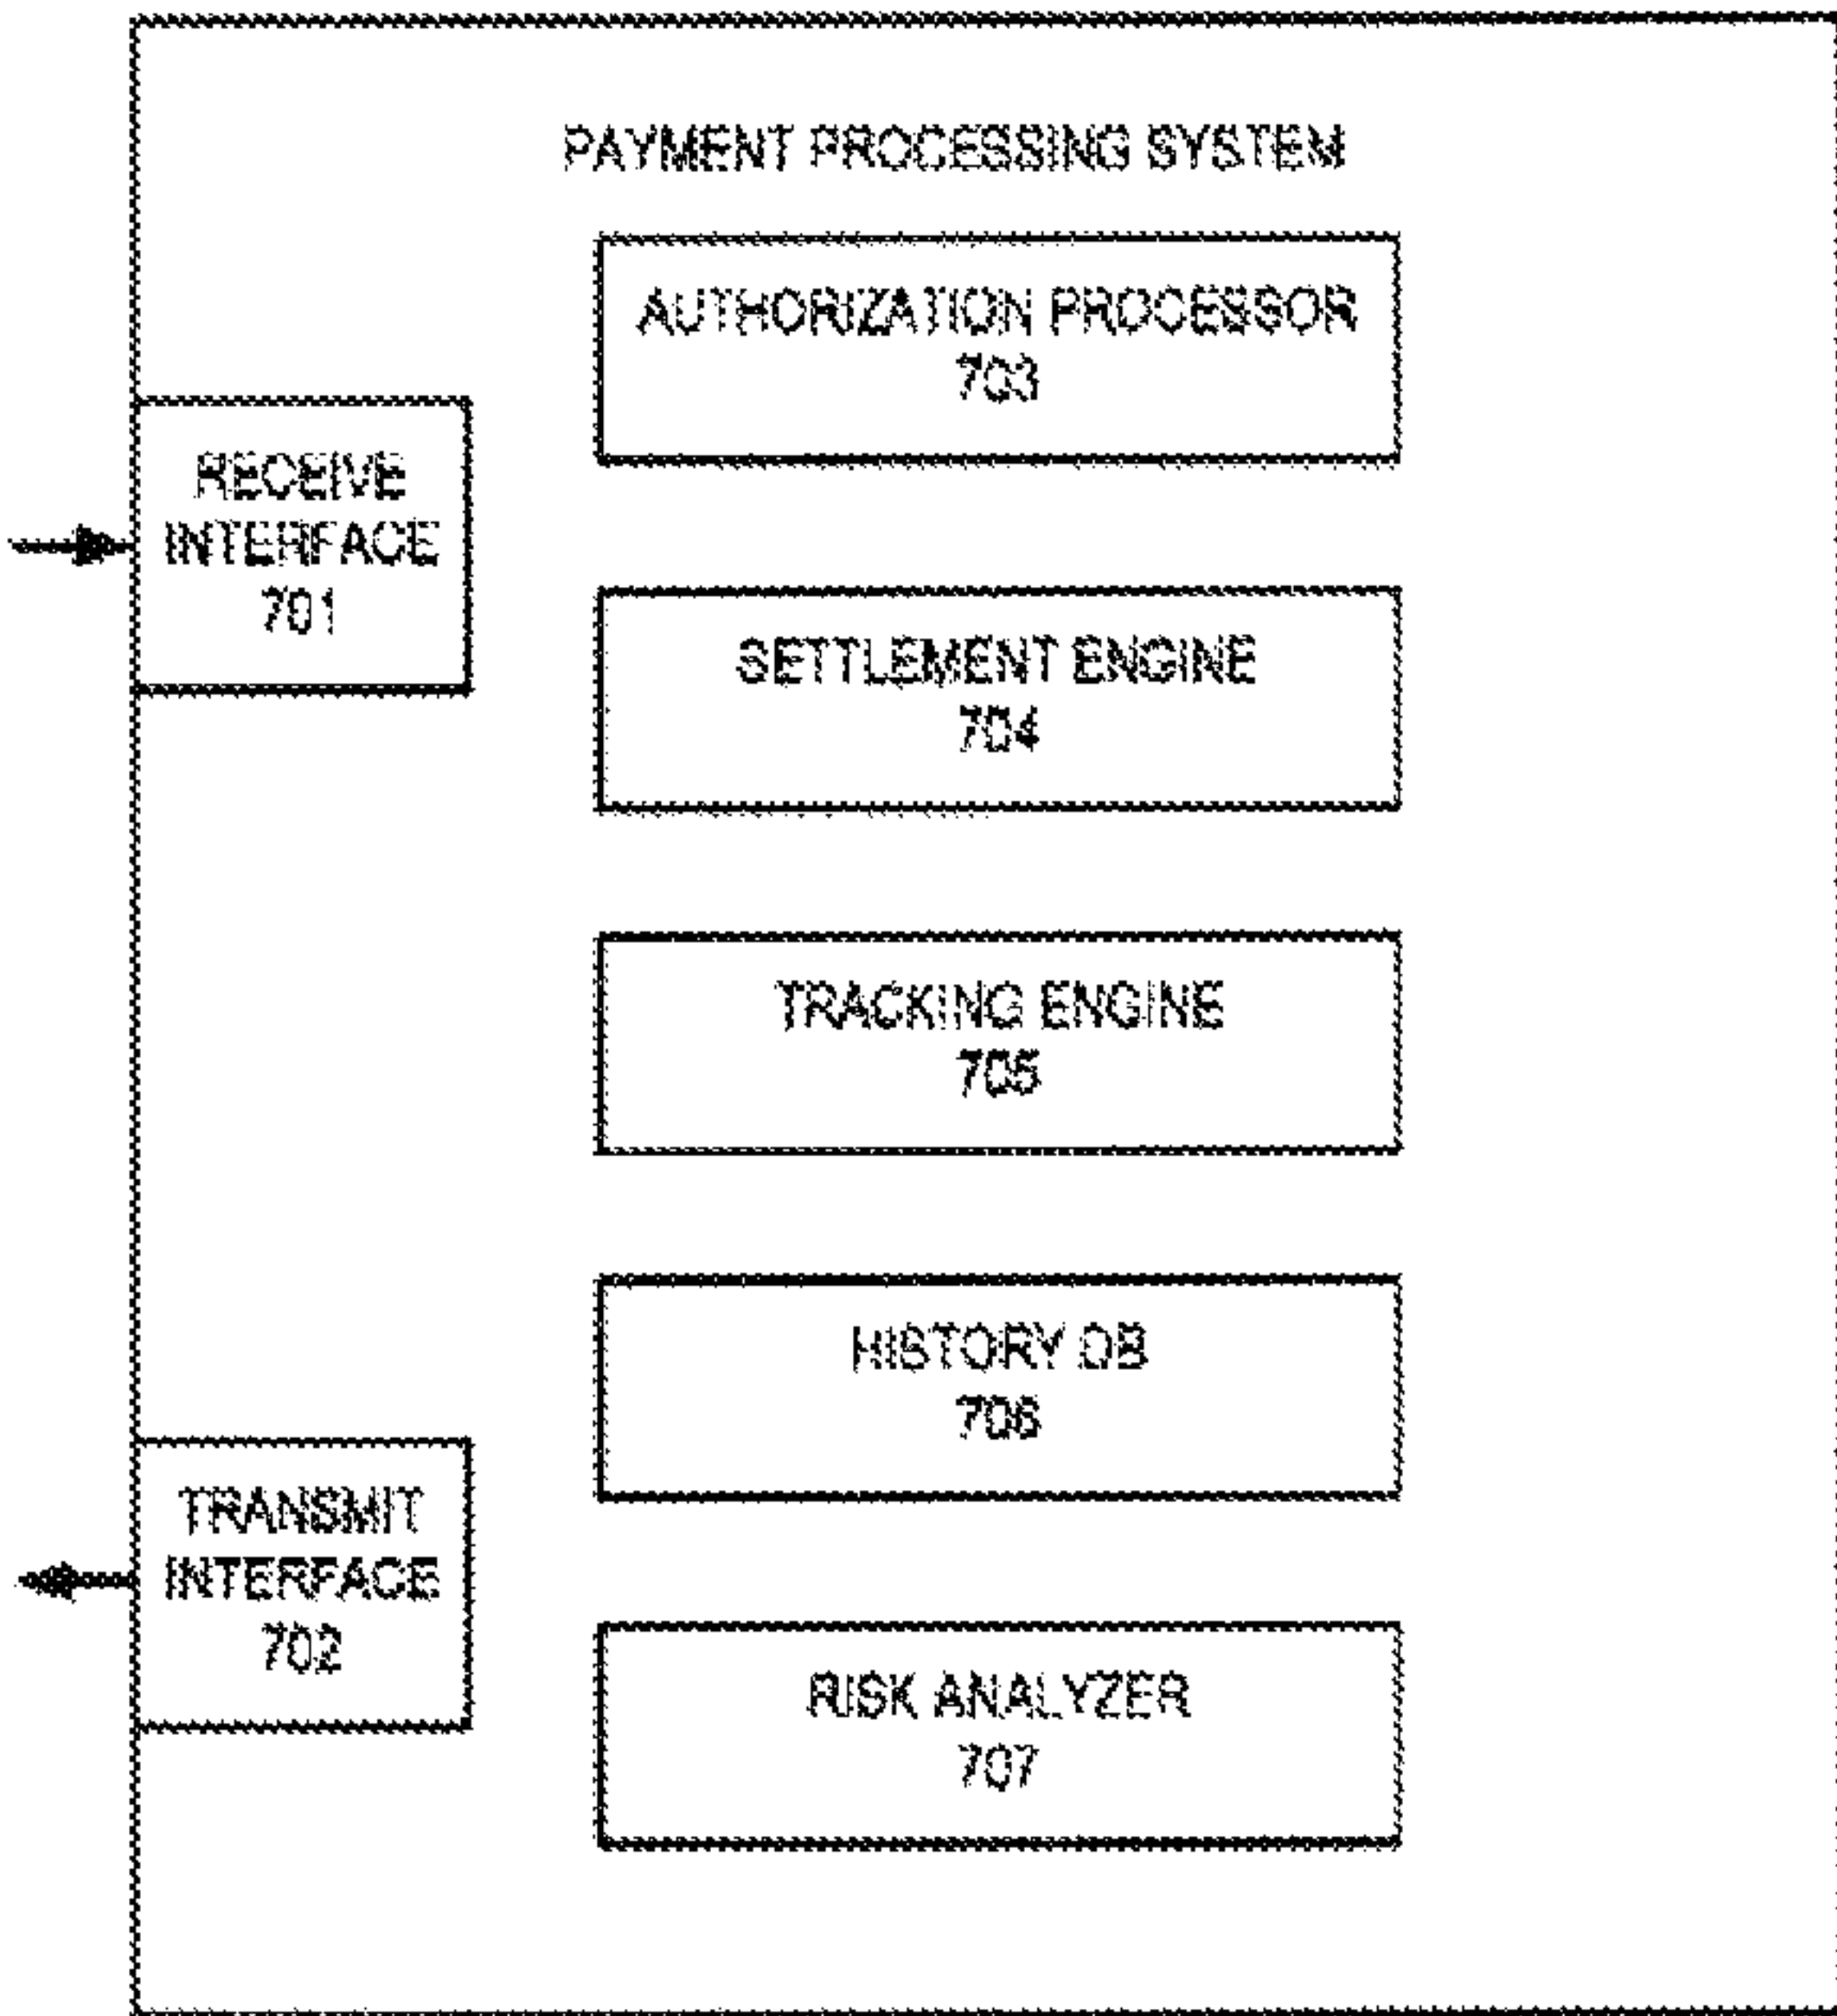 PAYMENT PROCESSING SYSTEM
AUTHORIZATION PROCESSOR
703
RECEIVE
INTERFACE
701
SETTLEMENT ENGINE
704
TRACKING ENGINE
705
HISTORY DB
706
TRANSMIT
INTERFACE
702
RISK ANALYZER
707